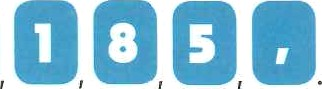 , 1 , 8 , 5 , , .